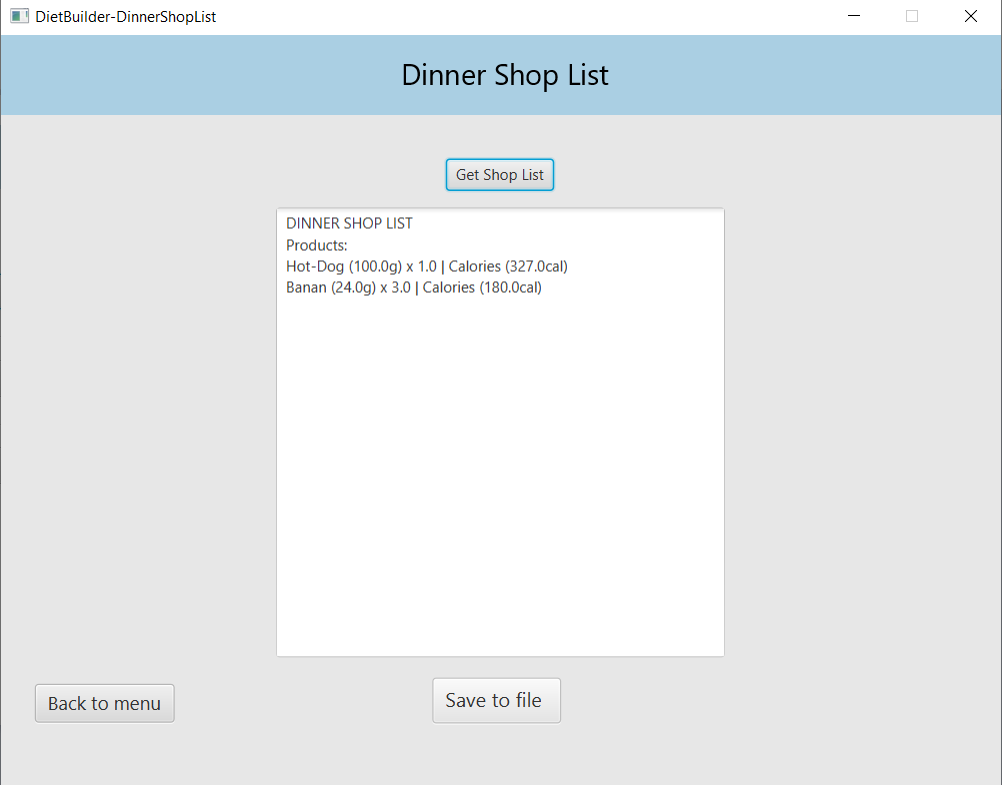 DietBuilder-DinnerShopList
Dinner Shop List
Get Shop List
DINNER SHOP LIST
Products:
Hot-Dog (100.0g) x 1.0 | Calories (327.0cal)
Banan (24.0g) x 3.0 | Calories (180.0cal)
Back to menu
Save to file